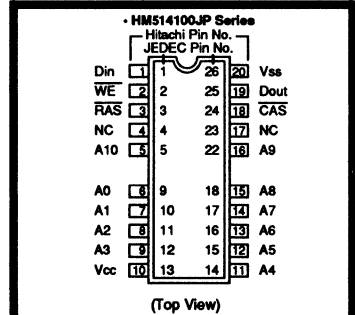 • HM514100JP Series
Hitachi Pin No.
JEDEC Pin No.
Din 1 1 26 20 Vss
WE 2 2 25 19 Dout
RAS 3 3 24 18 CAS
NC 4 4 23 17 NC
A10 5 5 22 16 A9
A0 6 9 18 15 A8
A1 7 10 17 14 A7
A2 8 11 16 13 A6
A3 9 12 15 12 A5
Vcc 10 13 14 11 A4
(Top View)